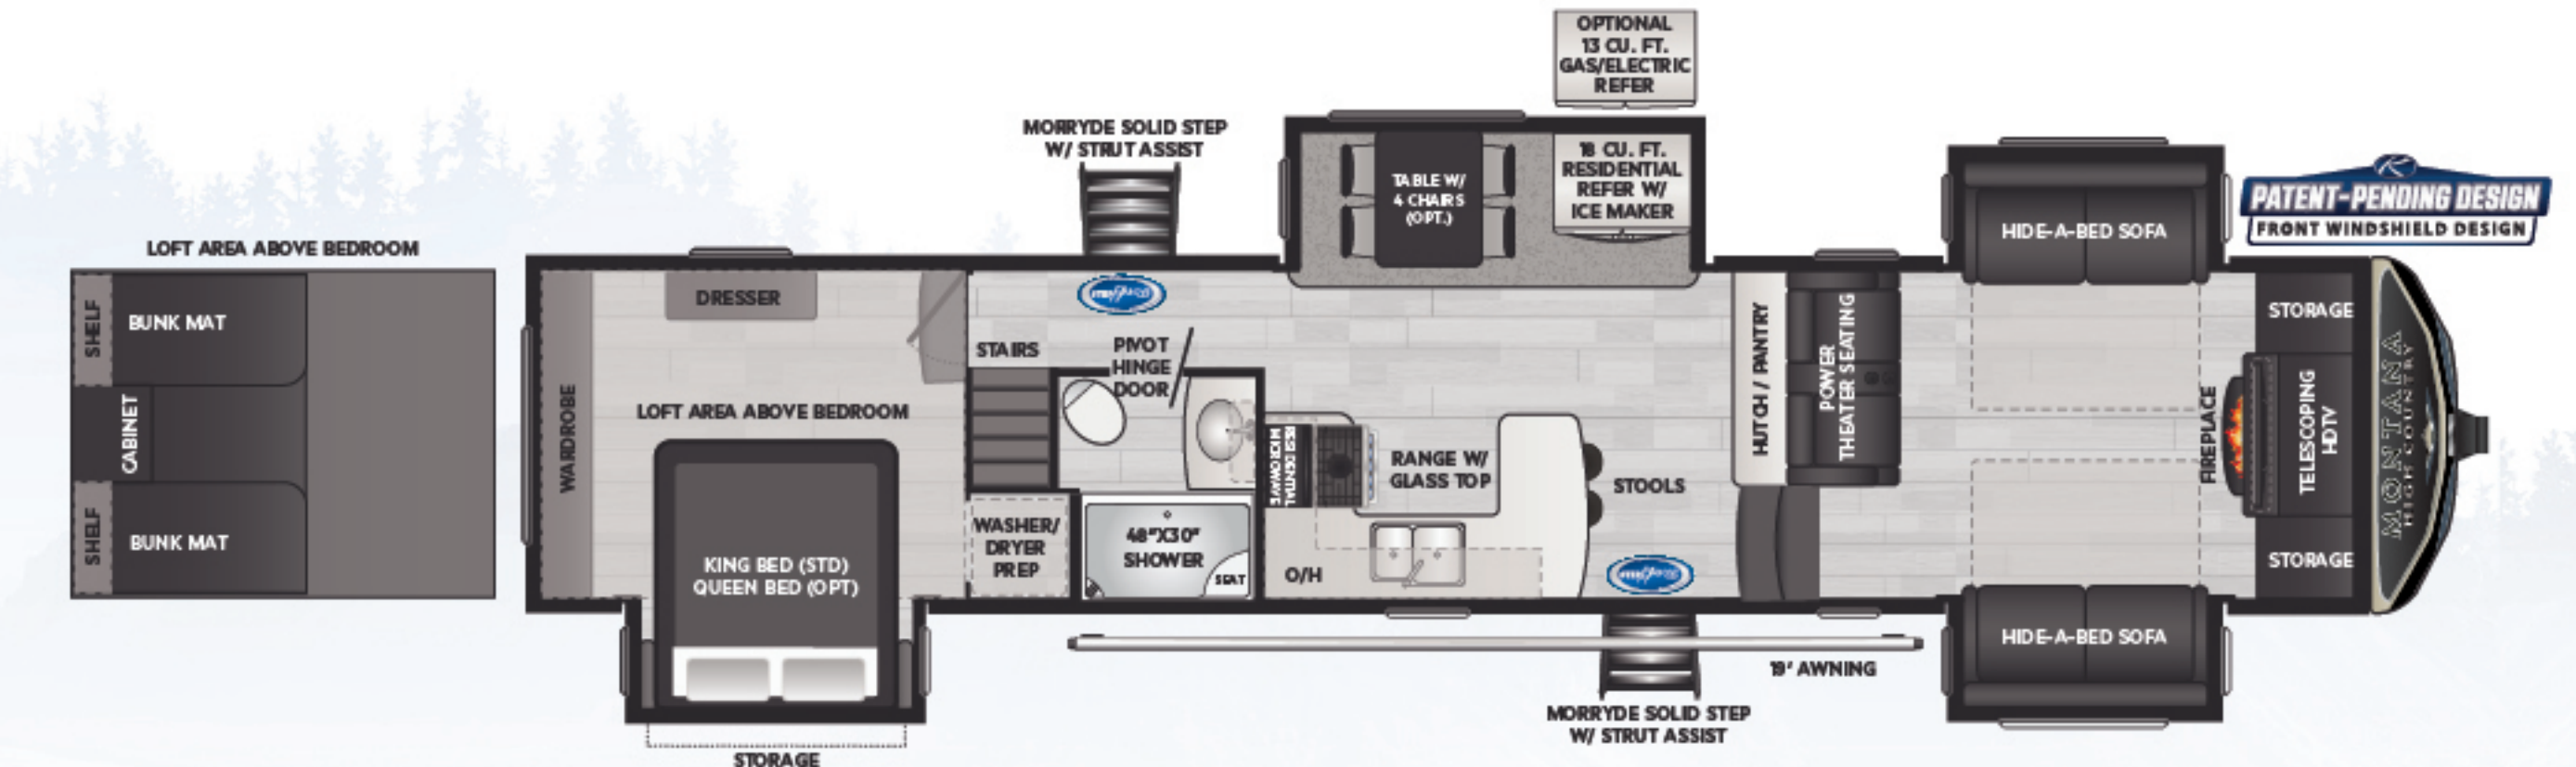 OPTIONAL
13 CU. FT.
GAS/ELECTRIC
REFER
MORRYDE SOLID STEP
W/ STRUT ASSIST
TABLE W/
4 CHAIRS
(OPT.)
18 CU. FT.
RESIDENTIAL
REFER W/
ICE MAKER
HIDE-A-BED SOFA
PATENT-PENDING DESIGN
FRONT WINDSHIELD DESIGN
LOFT AREA ABOVE BEDROOM
SHELF
BUNK MAT
CABINET
SHELF
BUNK MAT
WARDROBE
DRESSER
LOFT AREA ABOVE BEDROOM
KING BED (STD)
QUEEN BED (OPT)
STORAGE
STAIRS
PIVOT
HINGE
DOOR
WASHER/
DRYER
PREP
48"X30"
SHOWER
SEAT
RESIDENTIAL
MICROWAVE
RANGE W/
GLASS TOP
O/H
STOOLS
HUTCH / PANTRY
POWER
THEATER SEATING
FIREPLACE
STORAGE
TELESCOPING
HDTV
STORAGE
MONTANA
HIGH COUNTRY
HIDE-A-BED SOFA
19' AWNING
MORRYDE SOLID STEP
W/ STRUT ASSIST